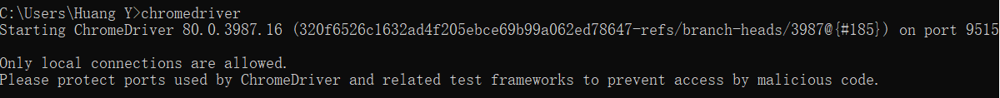 C:\Users\Huang Y>chromedriver
Starting ChromeDriver 80.0.3987.16 (320f6526c1632ad4f205ebce69b99a062ed78647-refs/branch-heads/3987@{#185}) on port 9515
Only local connections are allowed.
Please protect ports used by ChromeDriver and related test frameworks to prevent access by malicious code.